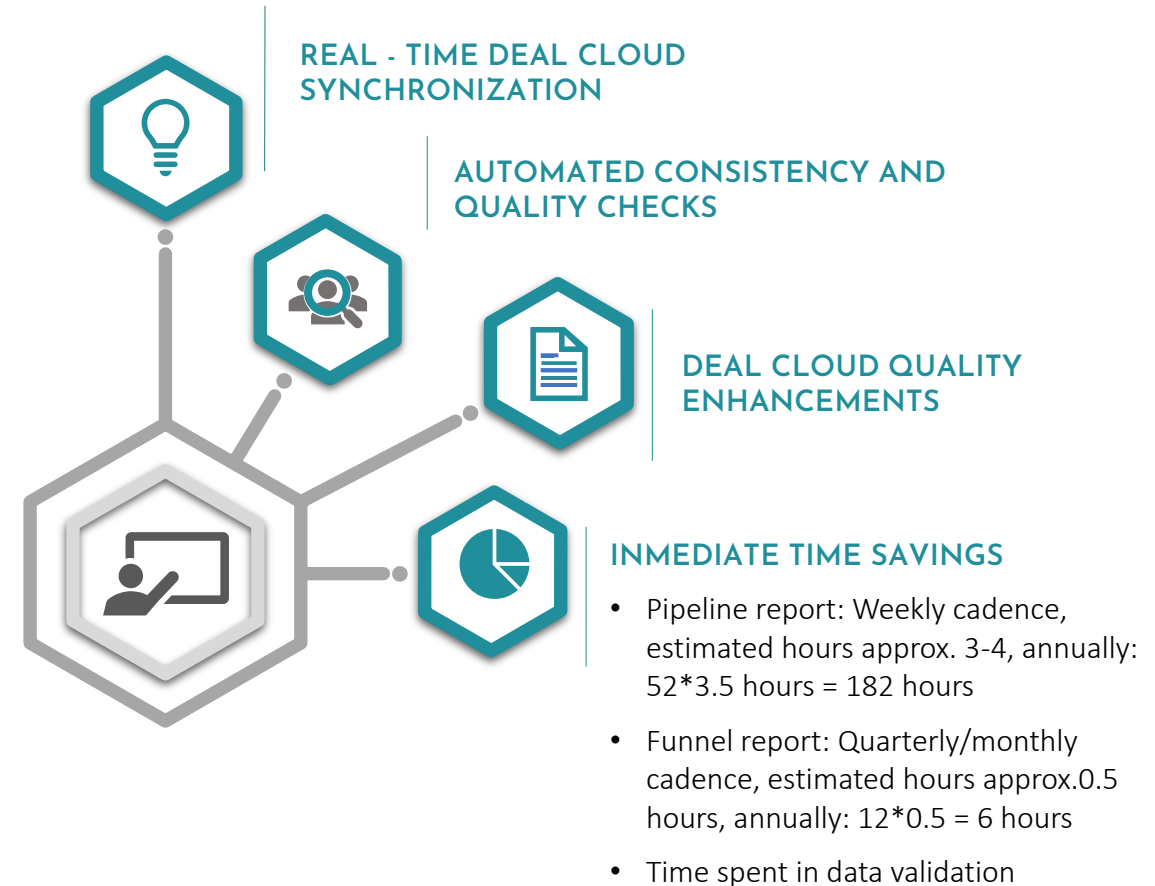 REAL - TIME DEAL CLOUD
SYNCHRONIZATION
AUTOMATED CONSISTENCY AND
QUALITY CHECKS
DEAL CLOUD QUALITY
ENHANCEMENTS
INMEDIATE TIME SAVINGS
• Pipeline report: Weekly cadence,
estimated hours approx. 3-4, annually:
52*3.5 hours = 182 hours
• Funnel report: Quarterly/monthly
cadence, estimated hours approx.0.5
hours, annually: 12*0.5 = 6 hours
• Time spent in data validation